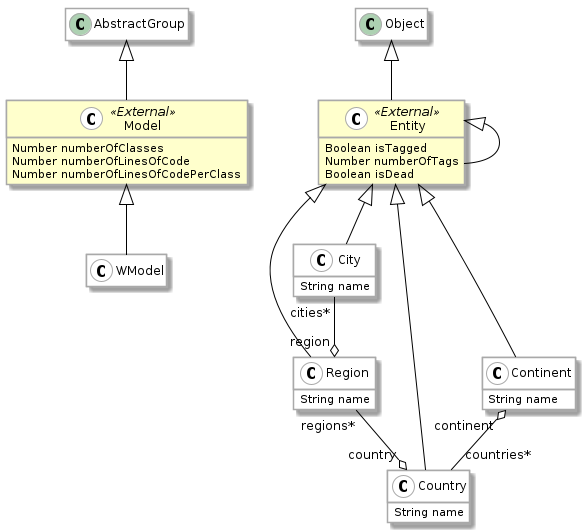 C AbstractGroup
C Object
«External»
C Model
Number numberOfClasses
Number numberOfLinesOfCode
Number numberOfLinesOfCodePerClass
«External»
C Entity
Boolean isTagged
Number numberOfTags
Boolean isDead
C WModel
C City
String name
cities*
region
C Region
String name
C Continent
String name
regions*
country
continent
countries*
C Country
String name